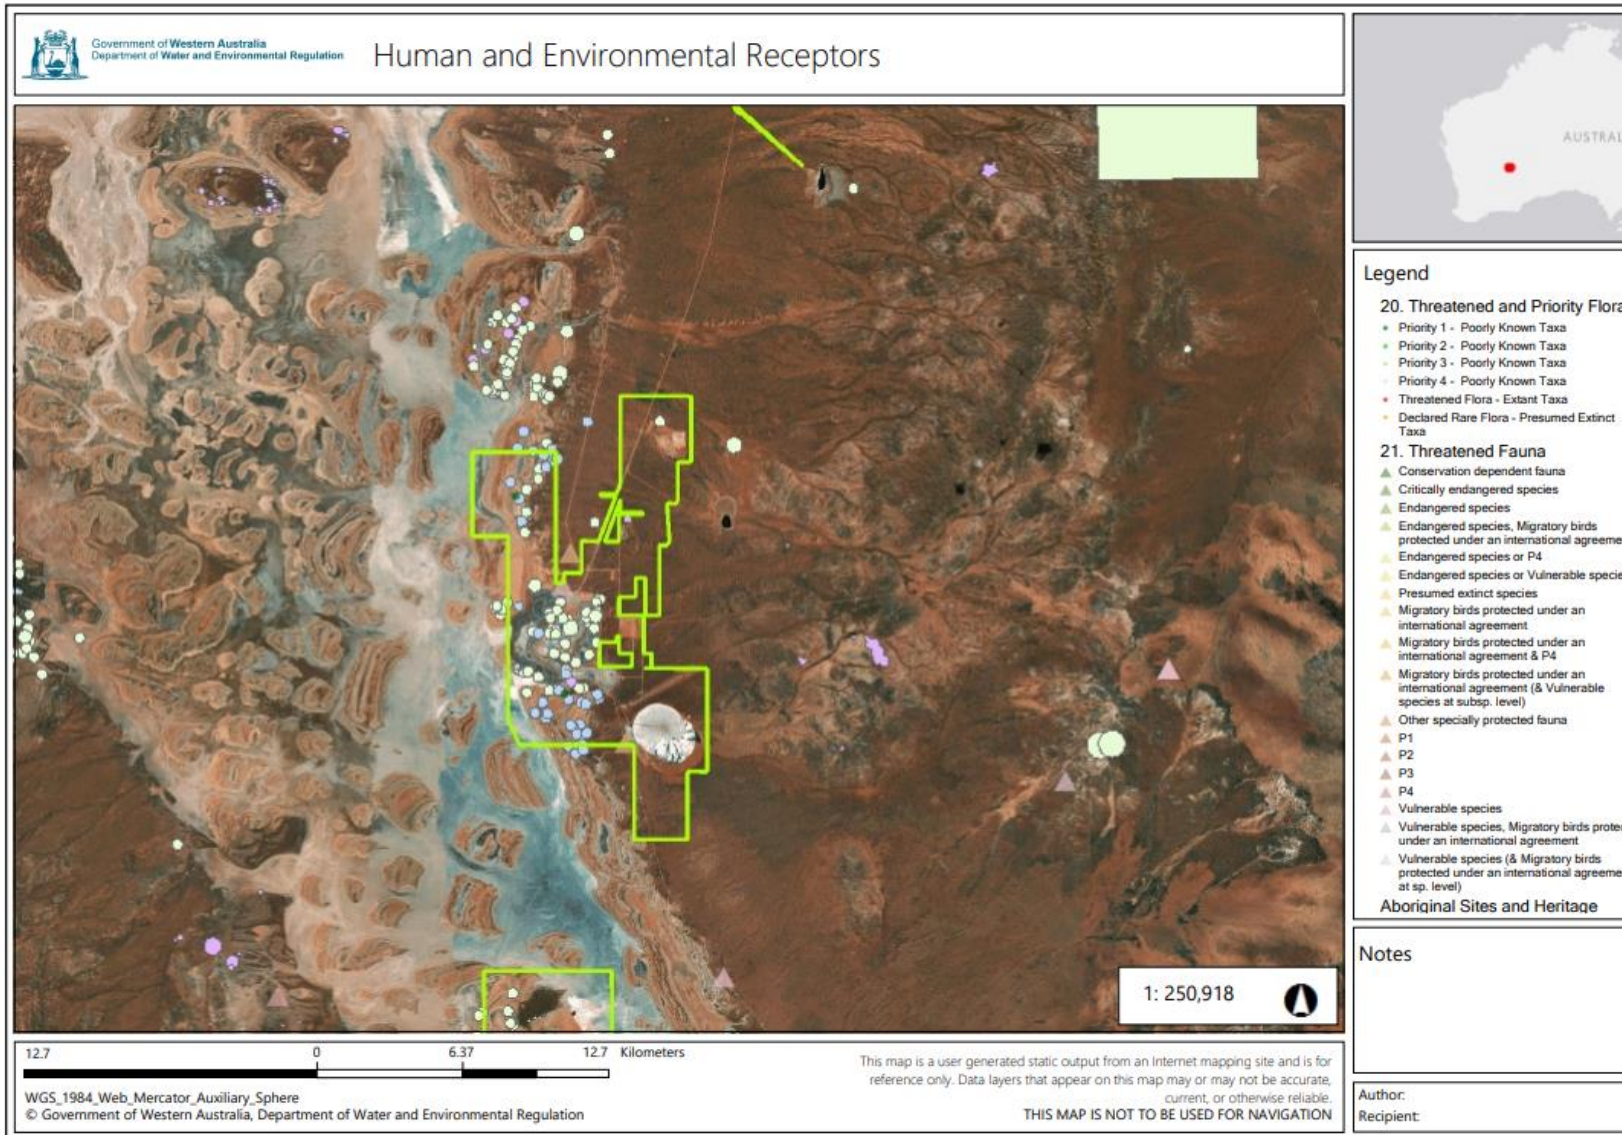 Government of Western Australia
Department of Water and Environmental Regulation
Human and Environmental Receptors
AUSTRAL
Legend
20. Threatened and Priority Flora
Priority 1 - Poorly Known Taxa
Priority 2 - Poorly Known Taxa
Priority 3 - Poorly Known Taxa
Priority 4 - Poorly Known Taxa
Threatened Flora - Extant Taxa
Declared Rare Flora - Presumed Extinct
Taxa
21. Threatened Fauna
Conservation dependent fauna
Critically endangered species
Endangered species
Endangered species, Migratory birds
protected under an international agreeme
Endangered species or P4
Endangered species or Vulnerable specie
Presumed extinct species
Migratory birds protected under an
international agreement
Migratory birds protected under an
international agreement & P4
Migratory birds protected under an
international agreement (& Vulnerable
species at subsp. level)
Other specially protected fauna
P1
P2
P3
P4
Vulnerable species
Vulnerable species, Migratory birds prote
under an international agreement
Vulnerable species (& Migratory birds
protected under an international agreeme
at sp. level)
Aboriginal Sites and Heritage
1: 250,918
Notes
12.7 0 6.37 12.7 Kilometers
WGS_1984_Web_Mercator_Auxiliary_Sphere
© Government of Western Australia, Department of Water and Environmental Regulation
This map is a user generated static output from an Internet mapping site and is for
reference only. Data layers that appear on this map may or may not be accurate,
current, or otherwise reliable.
THIS MAP IS NOT TO BE USED FOR NAVIGATION
Author:
Recipient: